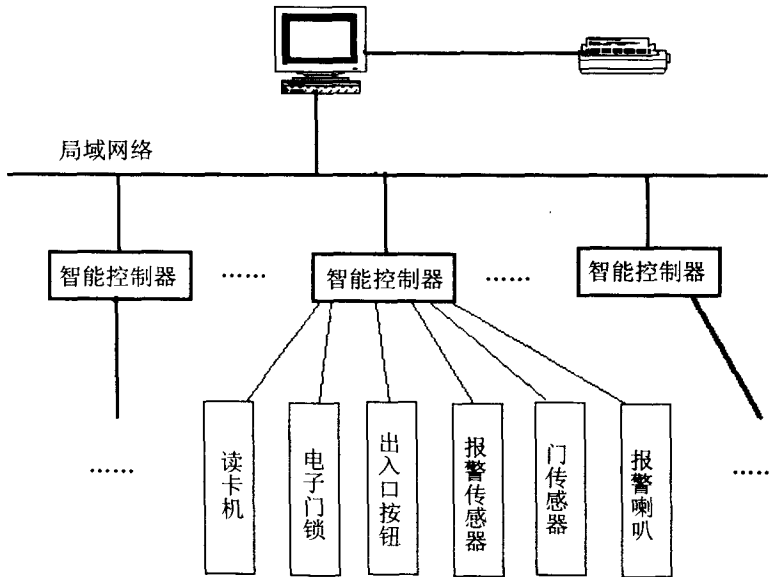 局域网络
智能控制器
……
智能控制器
……
智能控制器
……
读卡机
电子门锁
出入口按钮
报警传感器
门传感器
报警喇叭
……